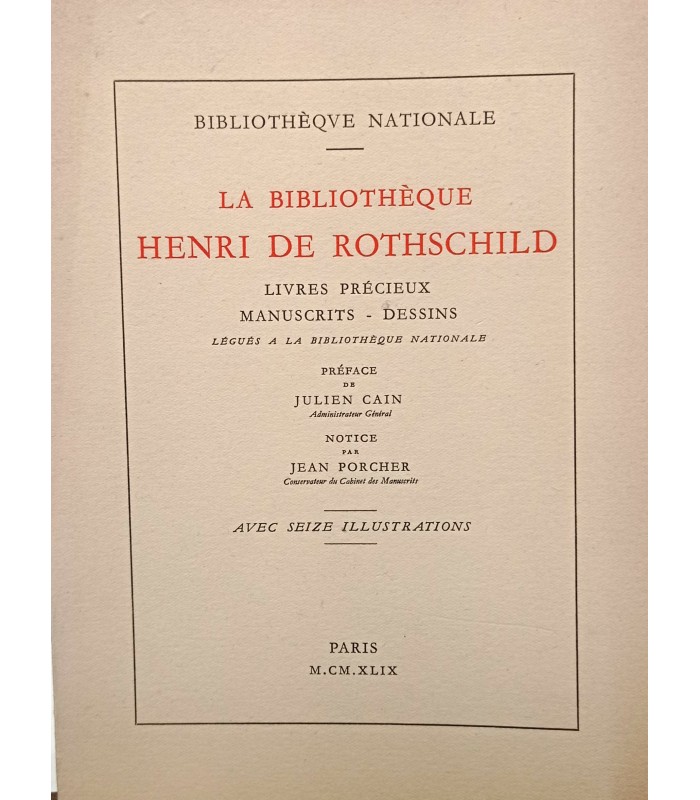 BIBLIOTHÈQVE NATIONALE
LA BIBLIOTHÈQUE
HENRI DE ROTHSCHILD
LIVRES PRÉCIEUX
MANUSCRITS - DESSINS
LÉGUÉS A LA BIBLIOTHÈQUE NATIONALE
PRÉFACE
DE
JULIEN CAIN
Administrateur Général
NOTICE
PAR
JEAN PORCHER
Conservateur du Cabinet des Manuscrits
AVEC SEIZE ILLUSTRATIONS
PARIS
M.CM.XLIX